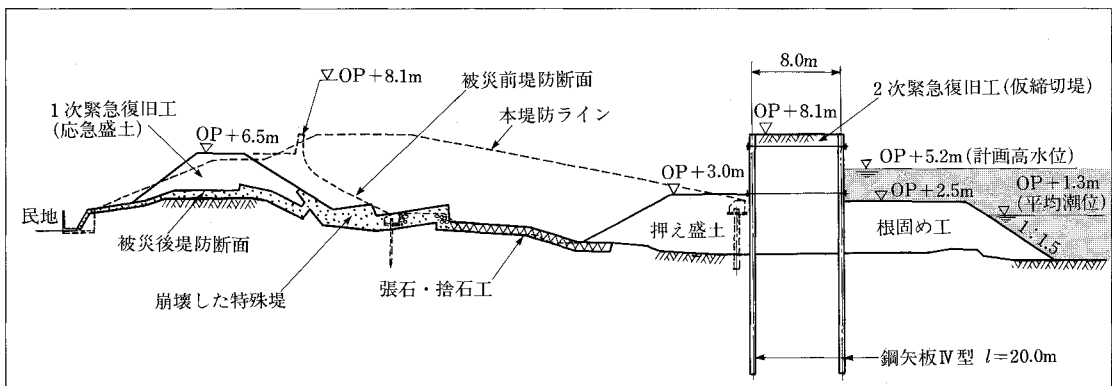 8.0m
▽OP+8.1m
被災前堤防断面
2次緊急復旧工(仮締切堤)
1次緊急復旧工
(応急盛土)
本堤防ライン
OP+8.1m
OP+6.5m
OP+5.2m(計画高水位)
OP+3.0m
OP+2.5m
OP+1.3m
(平均潮位)
民地
押え盛土
根固め工
1:1.5
被災後堤防断面
張石・捨石工
崩壊した特殊堤
鋼矢板Ⅳ型 l=20.0m